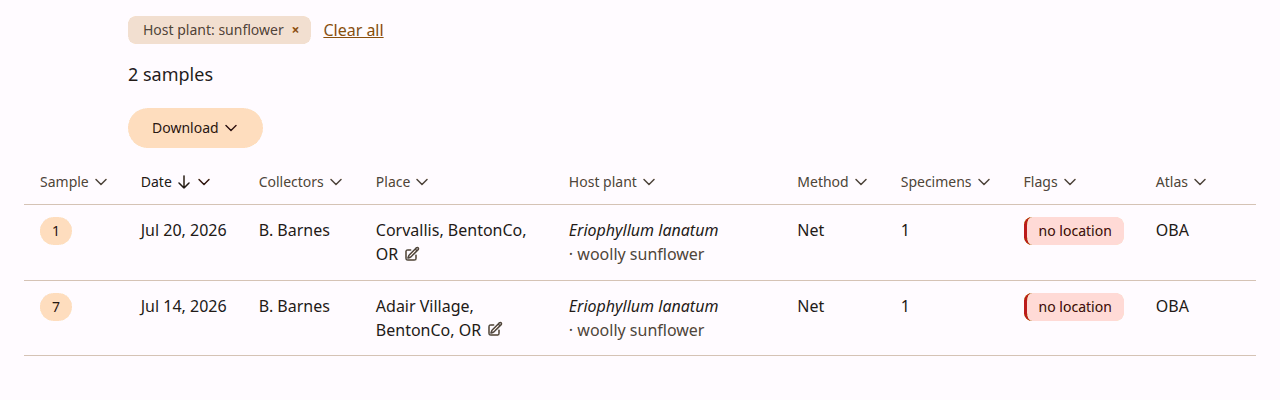 Host plant: sunflower × Clear all
2 samples
Download
Sample Date Collectors Place Host plant Method Specimens Flags Atlas
1 Jul 20, 2026 B. Barnes Corvallis, BentonCo, Eriophyllum lanatum Net 1 no location OBA
OR · woolly sunflower
7 Jul 14, 2026 B. Barnes Adair Village, Eriophyllum lanatum Net 1 no location OBA
BentonCo, OR · woolly sunflower